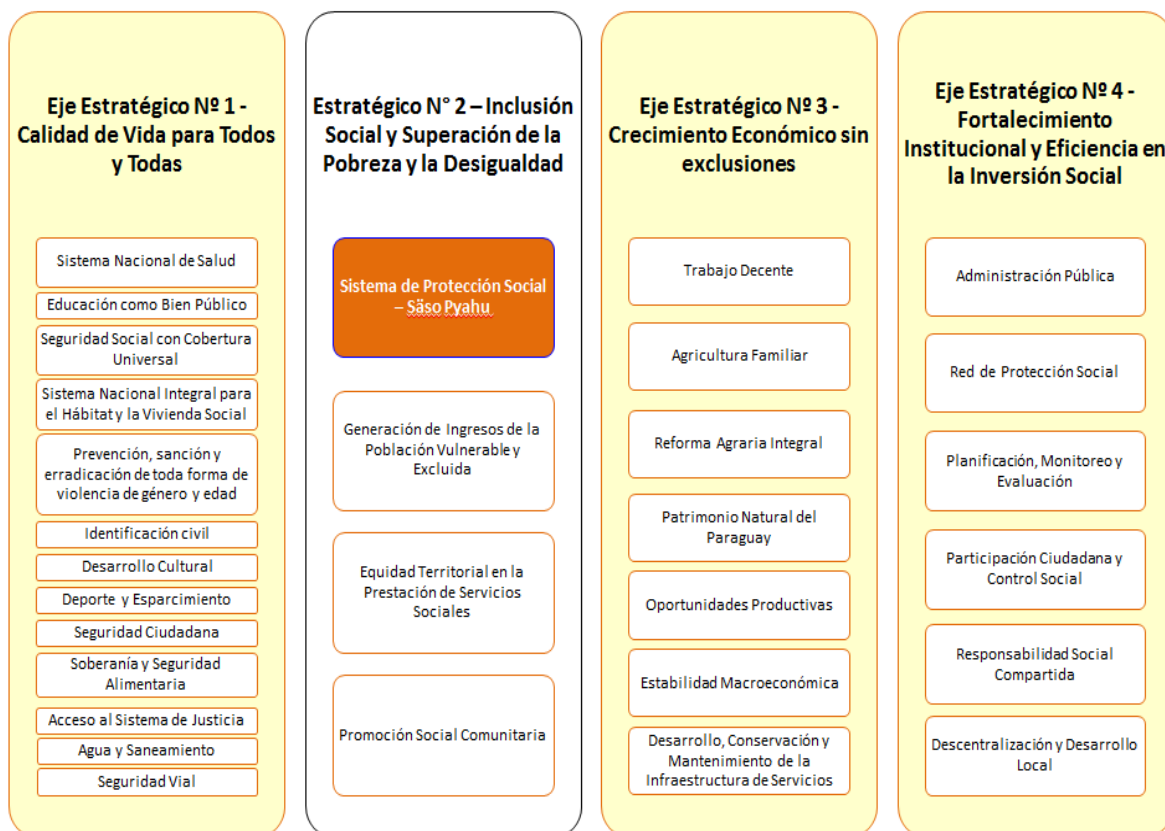 Eje Estratégico Nº 1 -
Calidad de Vida para Todos
y Todas
Sistema Nacional de Salud
Educación como Bien Público
Seguridad Social con Cobertura
Universal
Sistema Nacional Integral para
el Hábitat y la Vivienda Social
Prevención, sanción y
erradicación de toda forma de
violencia de género y edad
Identificación civil
Desarrollo Cultural
Deporte y Esparcimiento
Seguridad Ciudadana
Soberanía y Seguridad
Alimentaria
Acceso al Sistema de Justicia
Agua y Saneamiento
Seguridad Vial
Estratégico N° 2 – Inclusión
Social y Superación de la
Pobreza y la Desigualdad
Sistema de Protección Social
– Säso Pyahu
Generación de Ingresos de la
Población Vulnerable y
Excluida
Equidad Territorial en la
Prestación de Servicios
Sociales
Promoción Social Comunitaria
Eje Estratégico Nº 3 -
Crecimiento Económico sin
exclusiones
Trabajo Decente
Agricultura Familiar
Reforma Agraria Integral
Patrimonio Natural del
Paraguay
Oportunidades Productivas
Estabilidad Macroeconómica
Desarrollo, Conservación y
Mantenimiento de la
Infraestructura de Servicios
Eje Estratégico Nº 4 -
Fortalecimiento
Institucional y Eficiencia en
la Inversión Social
Administración Pública
Red de Protección Social
Planificación, Monitoreo y
Evaluación
Participación Ciudadana y
Control Social
Responsabilidad Social
Compartida
Descentralización y Desarrollo
Local